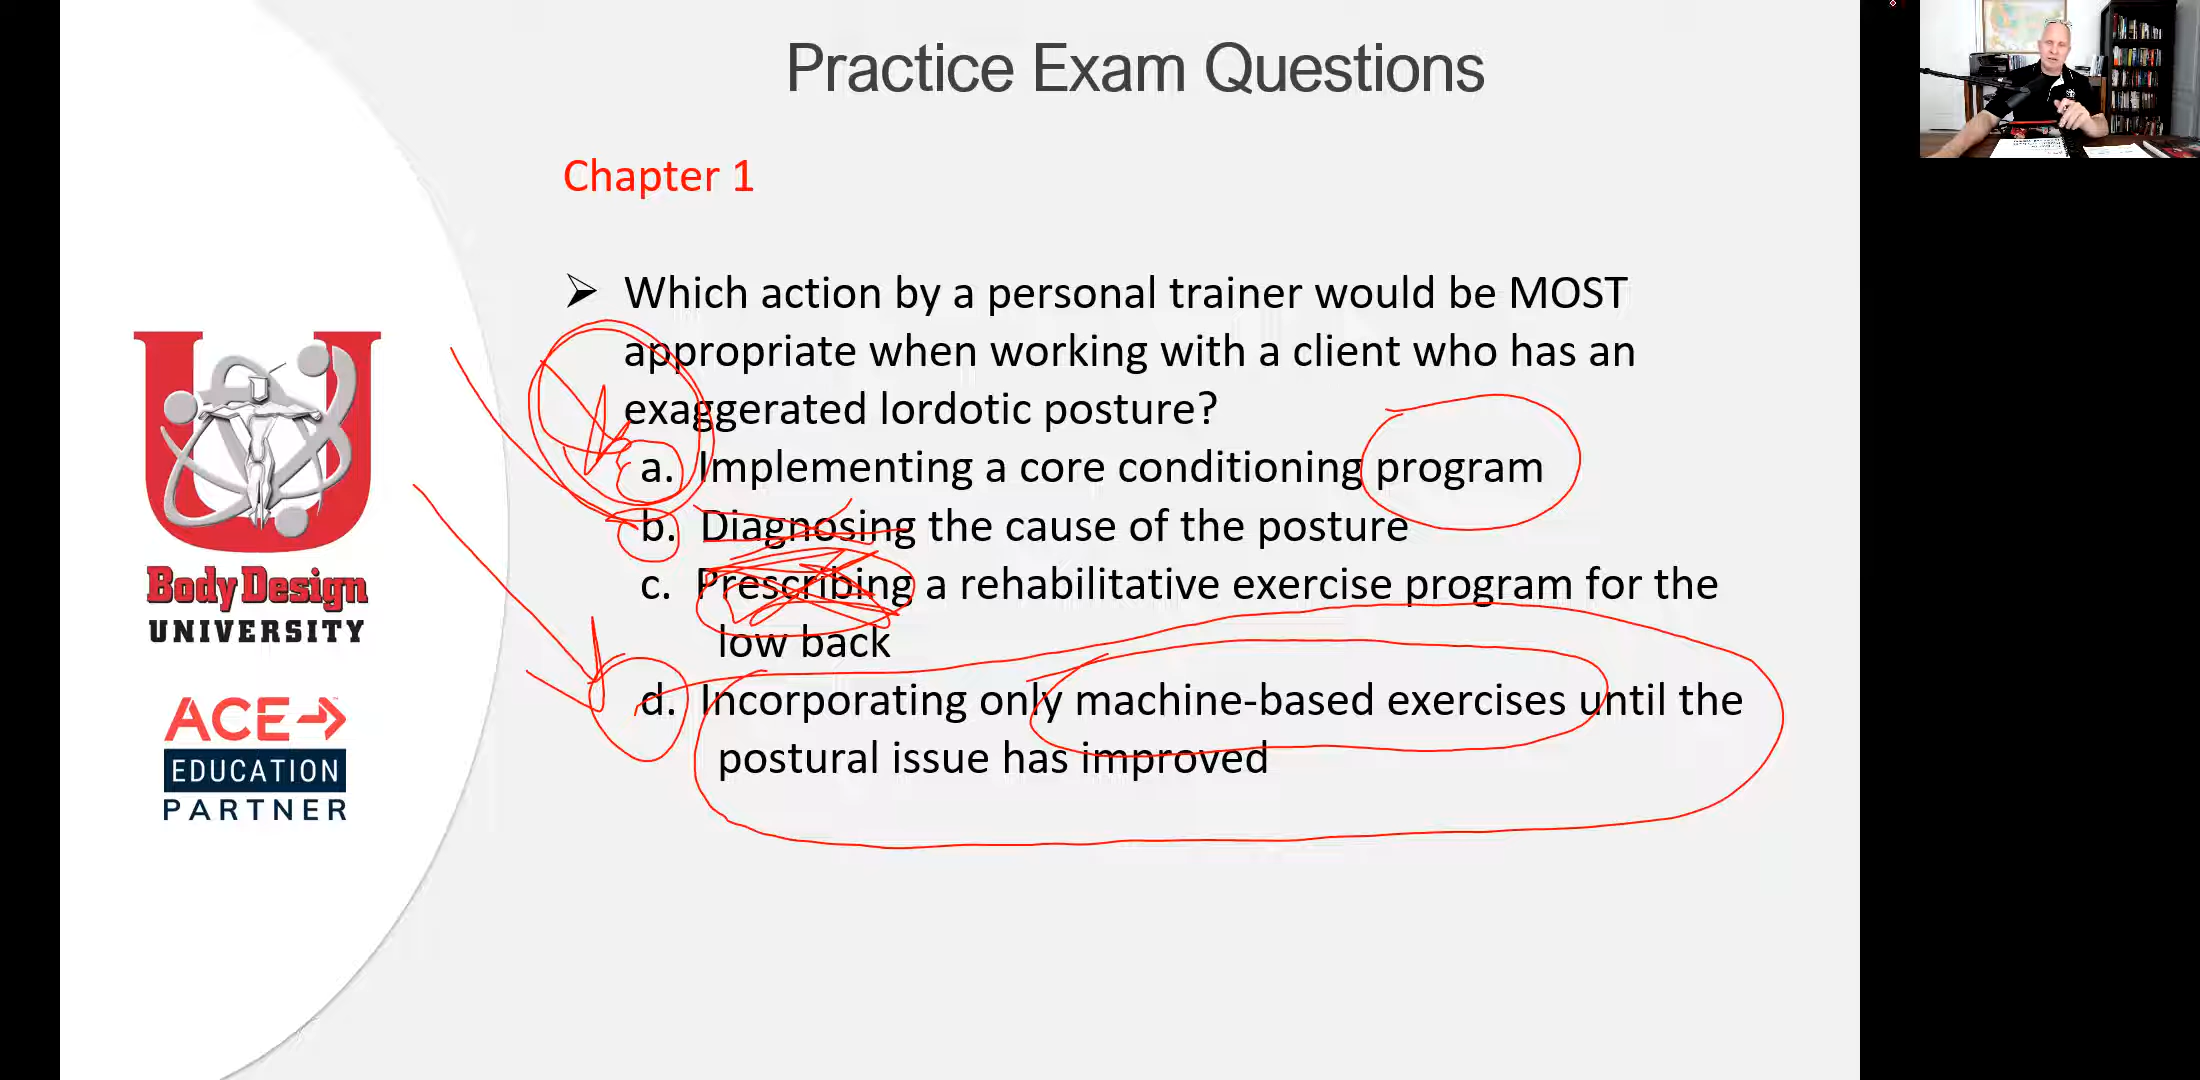 Practice Exam Questions
Chapter 1
➢ Which action by a personal trainer would be MOST
appropriate when working with a client who has an
exaggerated lordotic posture?
a. Implementing a core conditioning program
b. Diagnosing the cause of the posture
c. Prescribing a rehabilitative exercise program for the
low back
d. Incorporating only machine-based exercises until the
postural issue has improved
U
Body Design
UNIVERSITY
ACE
EDUCATION
PARTNER